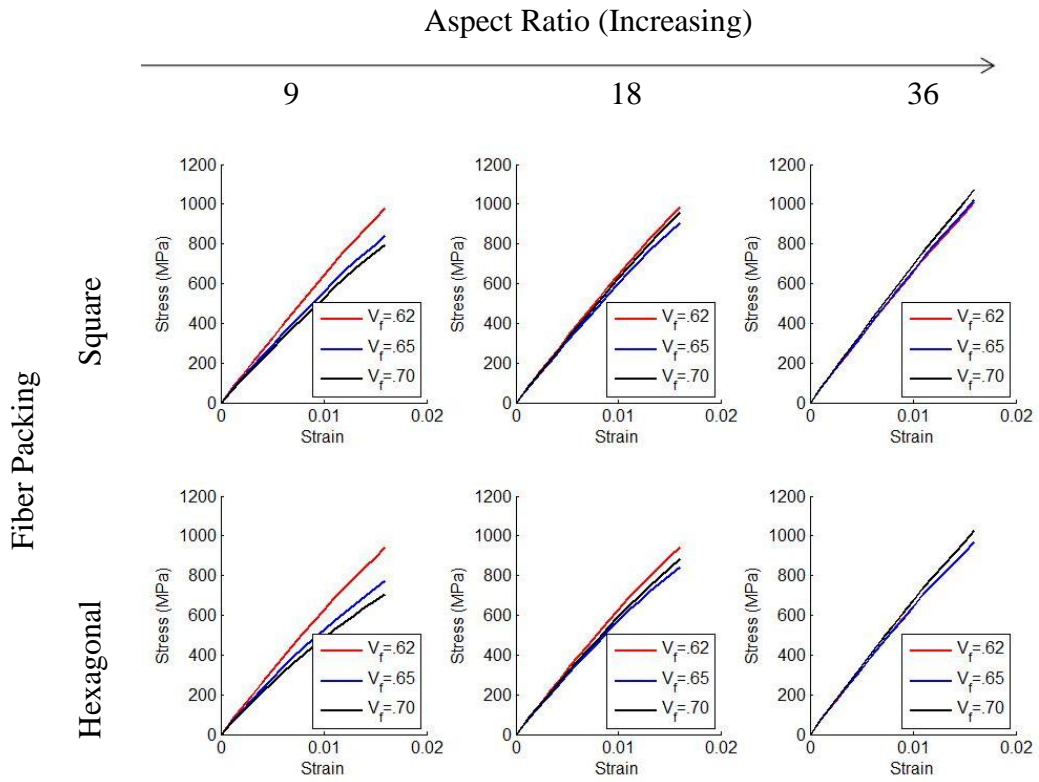 Aspect Ratio (Increasing)
9 18 36
Fiber Packing
Square
1200
1000
800
600
400
200
0
Stress (MPa)
V_f=.62
V_f=.65
V_f=.70
0 0.01 0.02
Strain
1200
1000
800
600
400
200
0
Stress (MPa)
V_f=.62
V_f=.65
V_f=.70
0 0.01 0.02
Strain
1200
1000
800
600
400
200
0
Stress (MPa)
V_f=.62
V_f=.65
V_f=.70
0 0.01 0.02
Strain
Hexagonal
1200
1000
800
600
400
200
0
Stress (MPa)
V_f=.62
V_f=.65
V_f=.70
0 0.01 0.02
Strain
1200
1000
800
600
400
200
0
Stress (MPa)
V_f=.62
V_f=.65
V_f=.70
0 0.01 0.02
Strain
1200
1000
800
600
400
200
0
Stress (MPa)
V_f=.62
V_f=.65
V_f=.70
0 0.01 0.02
Strain